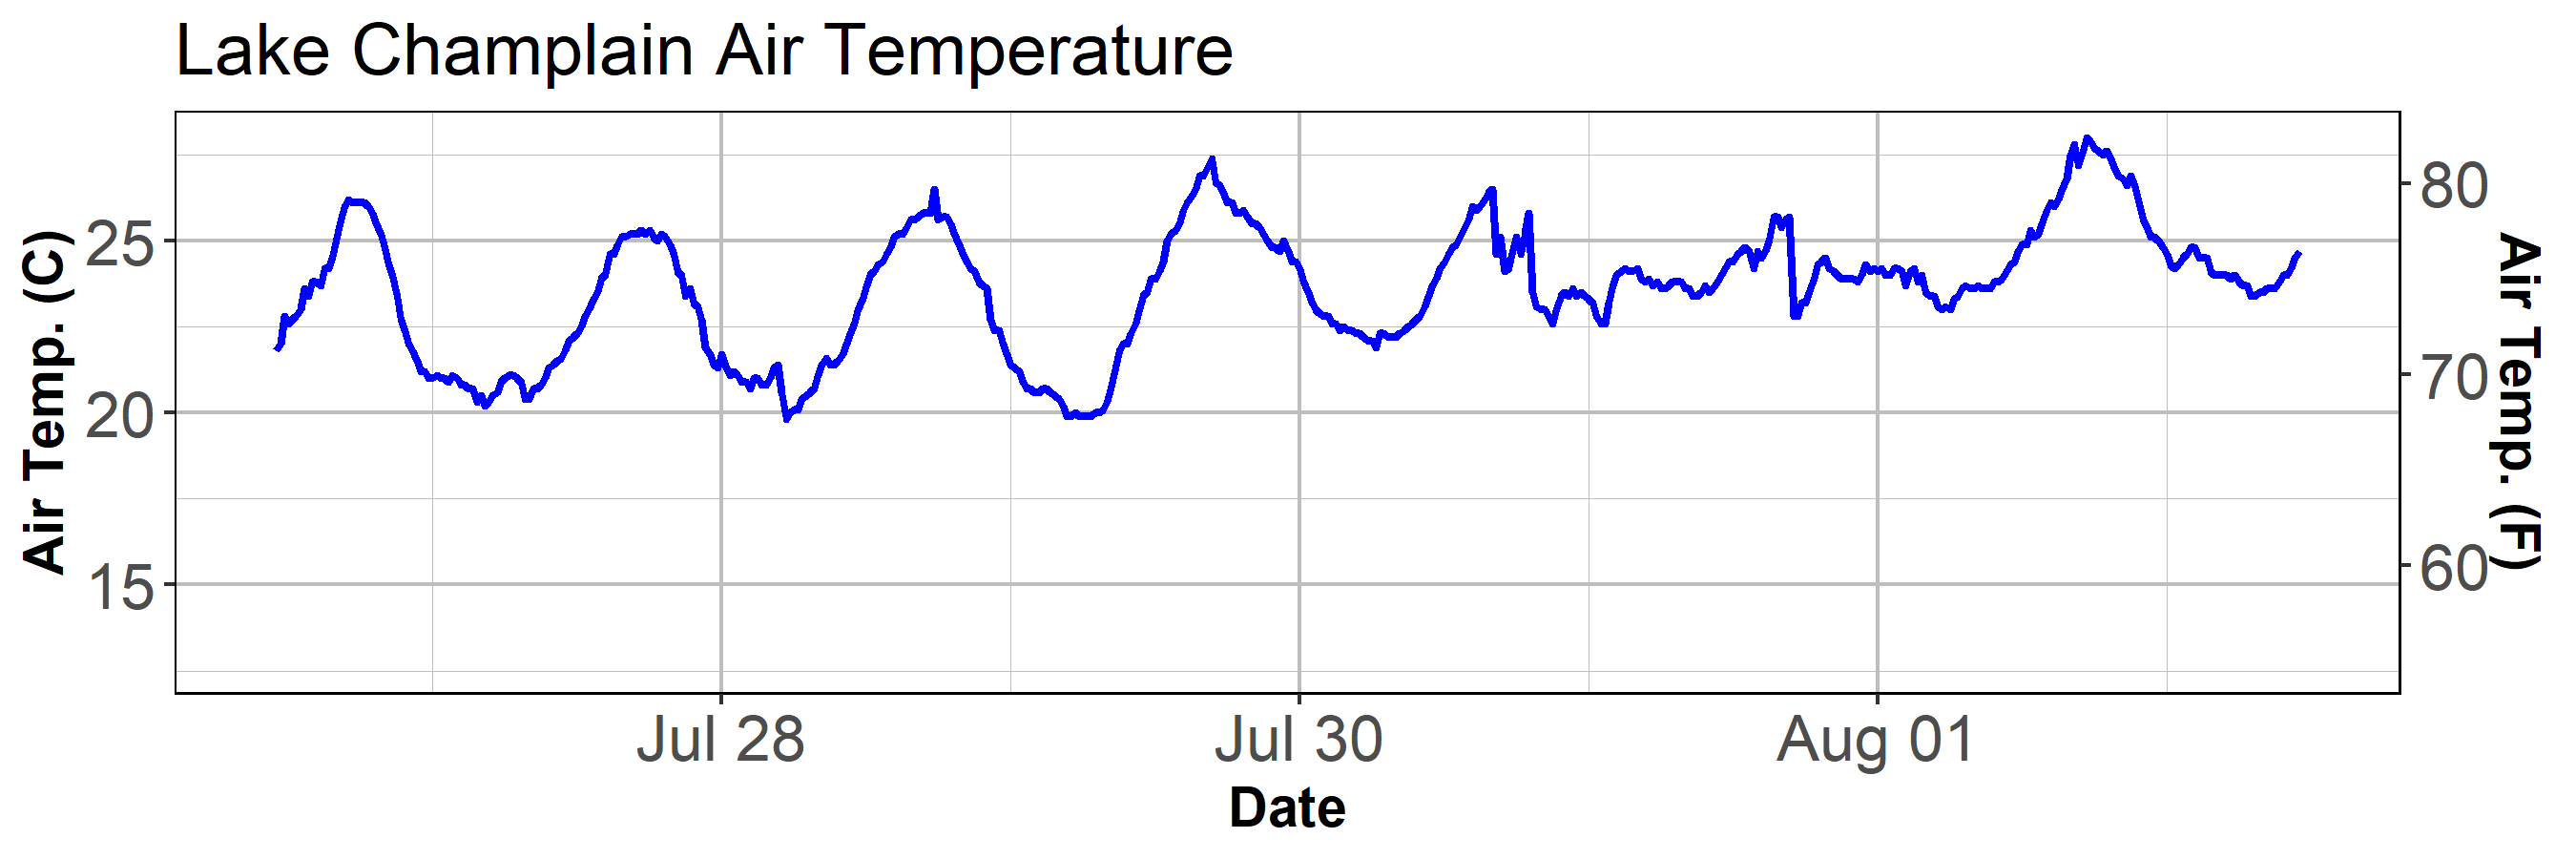 Lake Champlain Air Temperature
Air Temp. (C)
25
20
15
80
70
60
Air Temp. (F)
Jul 28 Jul 30 Aug 01
Date